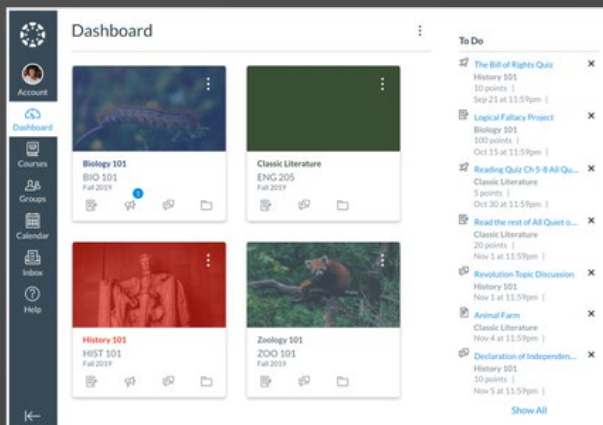 Account
Dashboard
Courses
Groups
Calendar
Inbox
Help
Dashboard
Biology 101
BIO 101
Fall 2019
1
Classic Literature
ENG 205
Fall 2019
History 101
HIST 101
Fall 2019
Zoology 101
ZOO 101
Fall 2019
To Do
The Bill of Rights Quiz
History 101
10 points |
Sep 21 at 11:59pm |
Logical Fallacy Project
Biology 101
100 points |
Oct 15 at 11:59pm |
Reading Quiz Ch 5-8 All Qu...
Classic Literature
5 points |
Oct 30 at 11:59pm |
Read the rest of All Quiet o...
Classic Literature
20 points |
Nov 1 at 11:59pm |
Revolution Topic Discussion
History 101
Nov 1 at 11:59pm |
Animal Farm
Classic Literature
Nov 4 at 11:59pm |
Declaration of Independen...
History 101
10 points |
Nov 5 at 11:59pm |
Show All